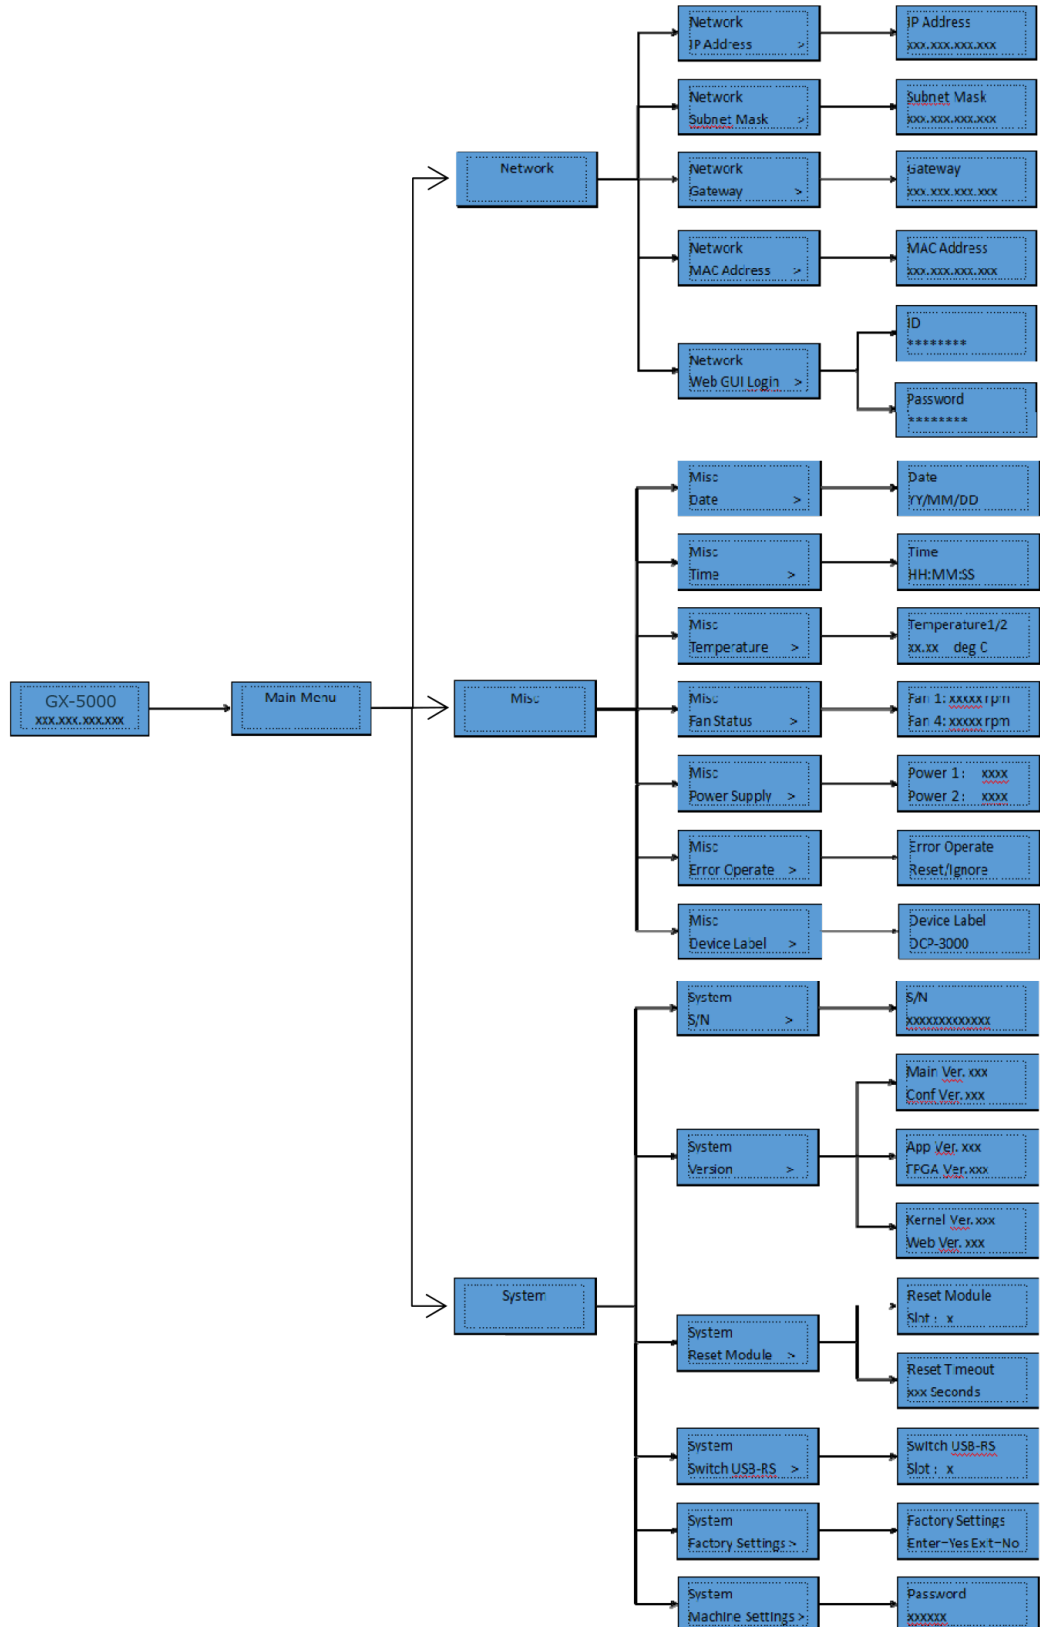 Network
IP Address >
IP Address
xxx.xxx.xxx.xxx
Network
Subnet Mask >
Subnet Mask
xxx.xxx.xxx.xxx
Network
Network
Gateway >
Gateway
xxx.xxx.xxx.xxx
Network
MAC Address >
MAC Address
xxx.xxx.xxx.xxx
Network
Web GUI Login >
ID
********
Password
********
Misc
Date >
Date
YY/MM/DD
Misc
Time >
Time
HH:MM:SS
Misc
Temperature >
Temperature1/2
xx.xx deg C
GX-5000
xxx.xxx.xxx.xxx
Main Menu
Misc
Misc
Fan Status >
Fan 1: xxxxx rpm
Fan 4: xxxxx rpm
Misc
Power Supply >
Power 1: xxxx
Power 2: xxxx
Misc
Error Operate >
Error Operate
Reset/Ignore
Misc
Device Label >
Device Label
DCP-3000
System
S/N >
S/N
xxxxxxxxxxxxx
System
Version >
Main Ver. xxx
Conf Ver. xxx
App Ver. xxx
FPGA Ver. xxx
Kernel Ver. xxx
Web Ver. xxx
System
System
Reset Module >
Reset Module
Slot : x
Reset Timeout
xxx Seconds
System
Switch USB-RS >
Switch USB-RS
Slot : x
System
Factory Settings >
Factory Settings
Enter=Yes Exit=No
System
Machine Settings >
Password
xxxxxx